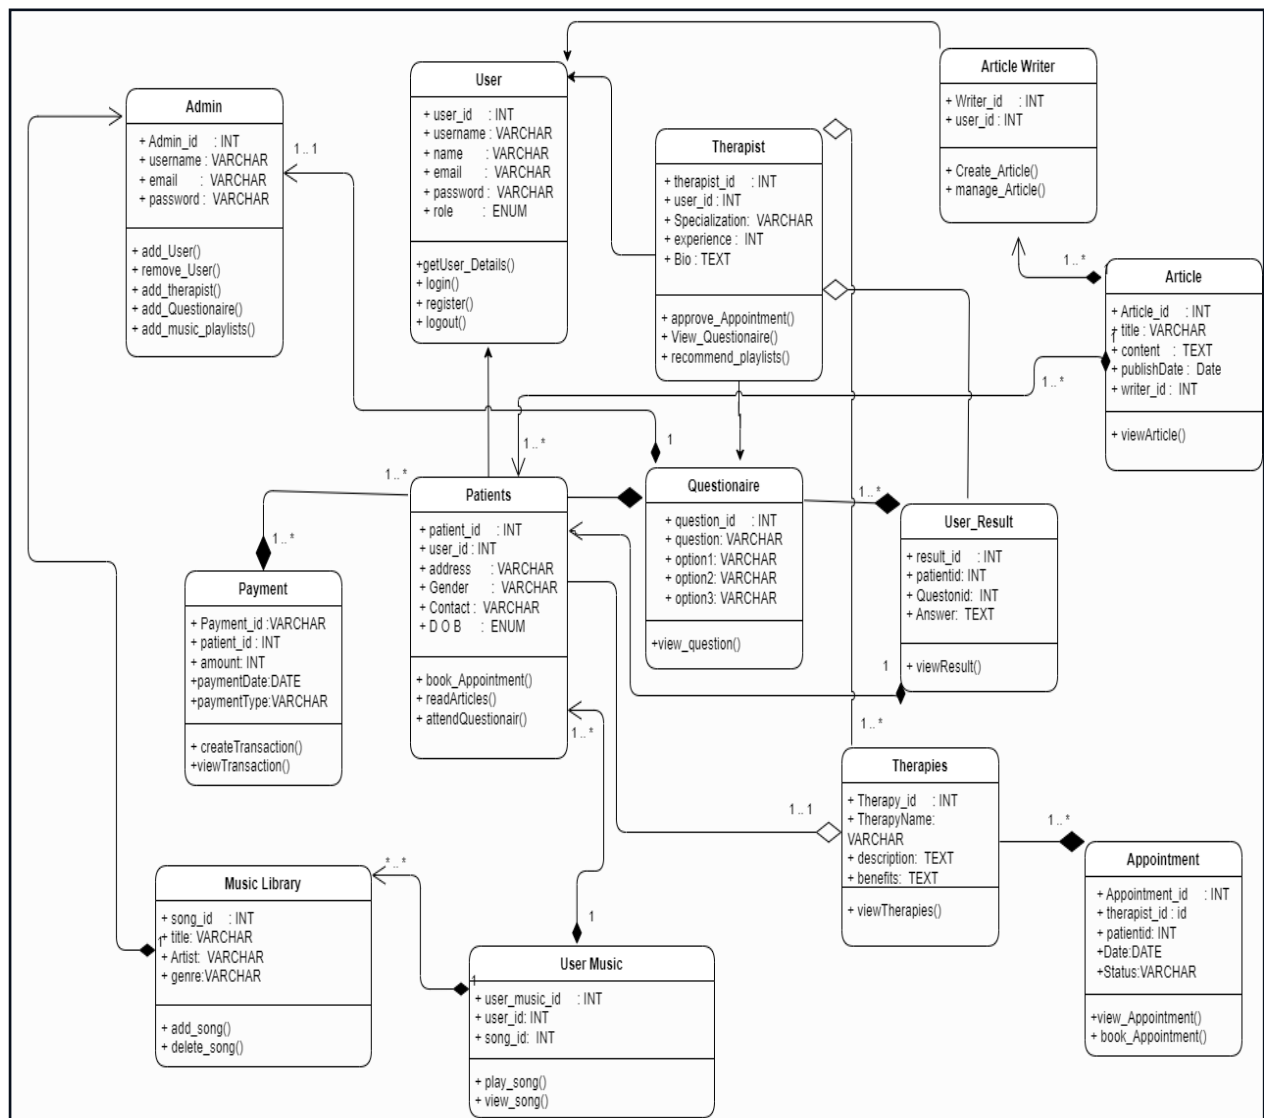 Admin
+ Admin_id : INT
+ username : VARCHAR
+ email : VARCHAR
+ password : VARCHAR
+ add_User()
+ remove_User()
+ add_therapist()
+ add_Questionaire()
+ add_music_playlists()
1 .. 1
User
+ user_id : INT
+ username : VARCHAR
+ name : VARCHAR
+ email : VARCHAR
+ password : VARCHAR
+ role : ENUM
+getUser_Details()
+ login()
+ register()
+ logout()
Therapist
+ therapist_id : INT
+ user_id : INT
+ Specialization: VARCHAR
+ experience : INT
+ Bio : TEXT
+ approve_Appointment()
+ View_Questionaire()
+ recommend_playlists()
Article Writer
+ Writer_id : INT
+ user_id : INT
+ Create_Article()
+ manage_Article()
1 .. *
1
Article
+ Article_id : INT
+ title : VARCHAR
1
+ content : TEXT
+ publishDate : Date
+ writer_id : INT
+ viewArticle()
1 .. *
1 .. *
1
1 .. *
Patients
+ patient_id : INT
+ user_id : INT
+ address : VARCHAR
+ Gender : VARCHAR
+ Contact : VARCHAR
+ D O B : ENUM
+ book_Appointment()
+ readArticles()
+ attendQuestionair()
1 .. *
Questionaire
+ question_id : INT
+ question: VARCHAR
+ option1: VARCHAR
+ option2: VARCHAR
+ option3: VARCHAR
+view_question()
1 .. *
User_Result
+ result_id : INT
+ patientid: INT
+ Questonid: INT
+ Answer: TEXT
+ viewResult()
1
1 .. *
Payment
+ Payment_id :VARCHAR
+ patient_id : INT
+ amount: INT
+paymentDate:DATE
+paymentType:VARCHAR
+ createTransaction()
+viewTransaction()
1 .. *
1 .. 1
Therapies
+ Therapy_id : INT
+ TherapyName:
VARCHAR
+ description: TEXT
+ benefits: TEXT
+ viewTherapies()
1 .. *
Appointment
+ Appointment_id : INT
+ therapist_id : id
+ patientid: INT
+Date:DATE
+Status:VARCHAR
+view_Appointment()
+ book_Appointment()
* .. *
Music Library
+ song_id : INT
+ title: VARCHAR
1
+ Artist: VARCHAR
+ genre:VARCHAR
+ add_song()
+ delete_song()
1
User Music
1
+ user_music_id : INT
+ user_id: INT
+ song_id: INT
+ play_song()
+ view_song()